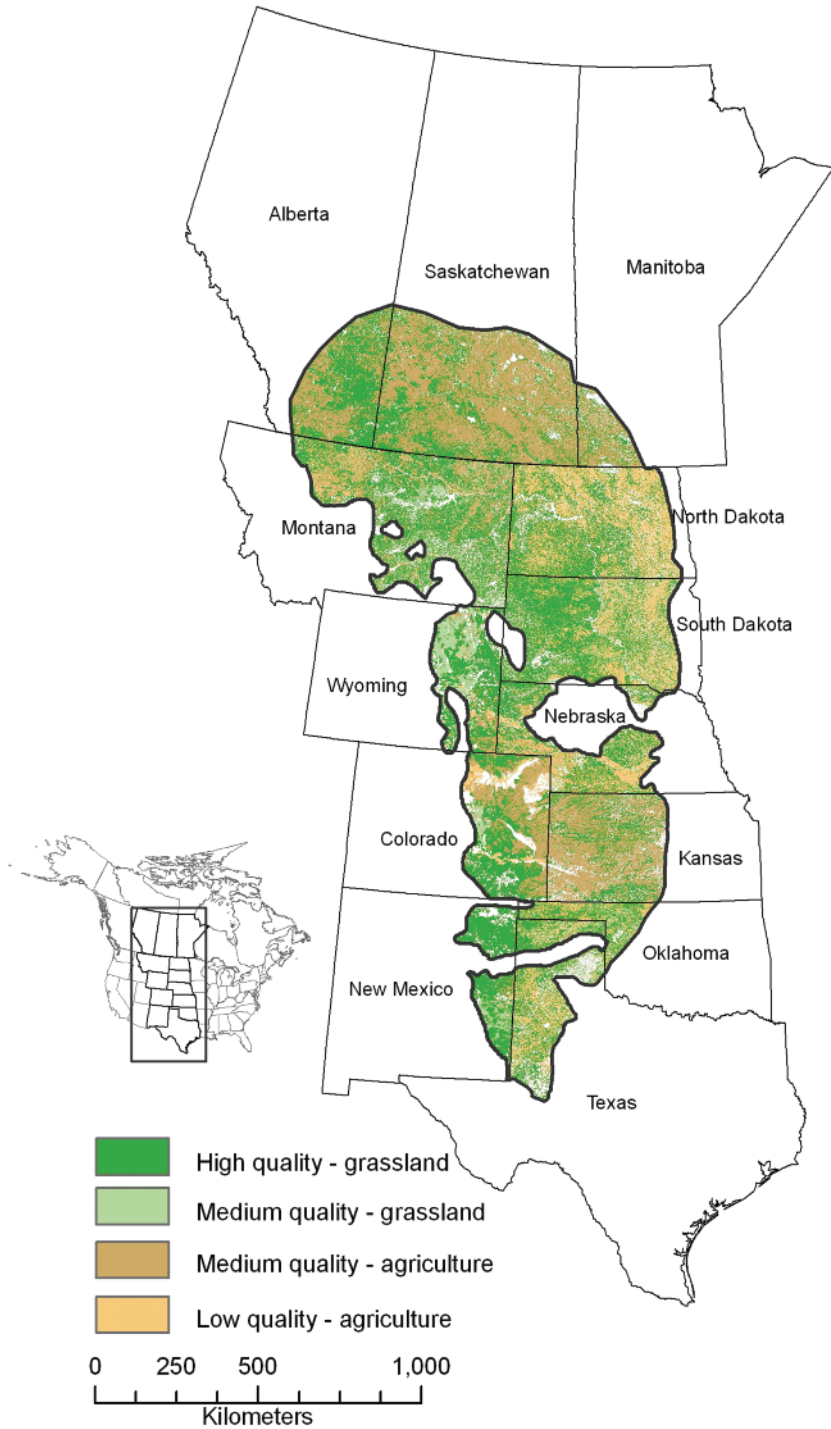 Alberta
Saskatchewan
Manitoba
Montana
North Dakota
South Dakota
Wyoming
Nebraska
Colorado
Kansas
Oklahoma
New Mexico
Texas
High quality - grassland
Medium quality - grassland
Medium quality - agriculture
Low quality - agriculture
0 250 500 1,000
Kilometers